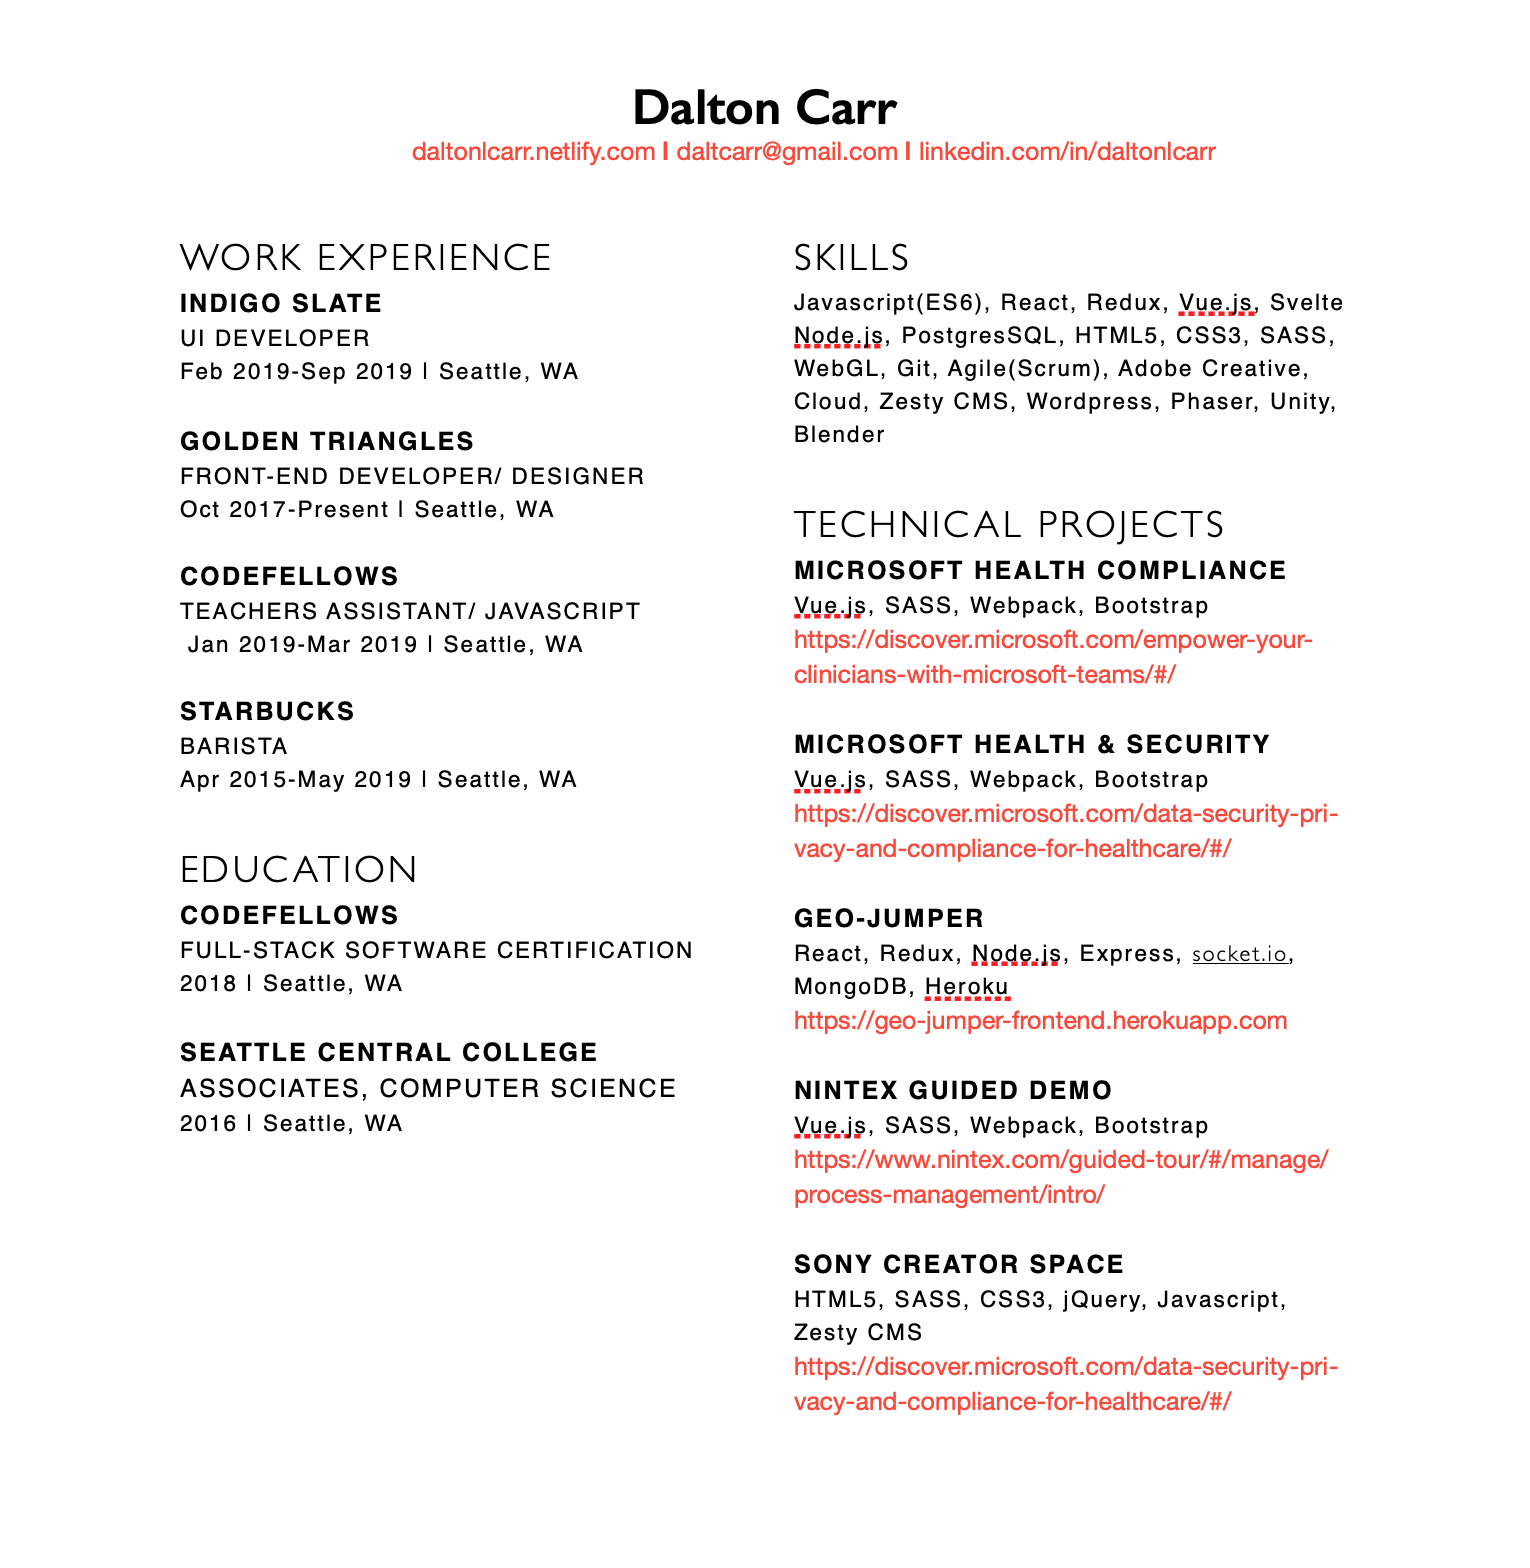 Dalton Carr
daltonlcarr.netlify.com | daltcarr@gmail.com | linkedin.com/in/daltonlcarr
WORK EXPERIENCE
INDIGO SLATE
UI DEVELOPER
Feb 2019-Sep 2019 | Seattle, WA
GOLDEN TRIANGLES
FRONT-END DEVELOPER/ DESIGNER
Oct 2017-Present | Seattle, WA
CODEFELLOWS
TEACHERS ASSISTANT/ JAVASCRIPT
Jan 2019-Mar 2019 | Seattle, WA
STARBUCKS
BARISTA
Apr 2015-May 2019 | Seattle, WA
EDUCATION
CODEFELLOWS
FULL-STACK SOFTWARE CERTIFICATION
2018 | Seattle, WA
SEATTLE CENTRAL COLLEGE
ASSOCIATES, COMPUTER SCIENCE
2016 | Seattle, WA
SKILLS
Javascript(ES6), React, Redux, Vue.js, Svelte
Node.js, PostgresSQL, HTML5, CSS3, SASS,
WebGL, Git, Agile(Scrum), Adobe Creative,
Cloud, Zesty CMS, Wordpress, Phaser, Unity,
Blender
TECHNICAL PROJECTS
MICROSOFT HEALTH COMPLIANCE
Vue.js, SASS, Webpack, Bootstrap
https://discover.microsoft.com/empower-your-
clinicians-with-microsoft-teams/#/
MICROSOFT HEALTH & SECURITY
Vue.js, SASS, Webpack, Bootstrap
https://discover.microsoft.com/data-security-pri-
vacy-and-compliance-for-healthcare/#/
GEO-JUMPER
React, Redux, Node.js, Express, socket.io,
MongoDB, Heroku
https://geo-jumper-frontend.herokuapp.com
NINTEX GUIDED DEMO
Vue.js, SASS, Webpack, Bootstrap
https://www.nintex.com/guided-tour/#/manage/
process-management/intro/
SONY CREATOR SPACE
HTML5, SASS, CSS3, jQuery, Javascript,
Zesty CMS
https://discover.microsoft.com/data-security-pri-
vacy-and-compliance-for-healthcare/#/